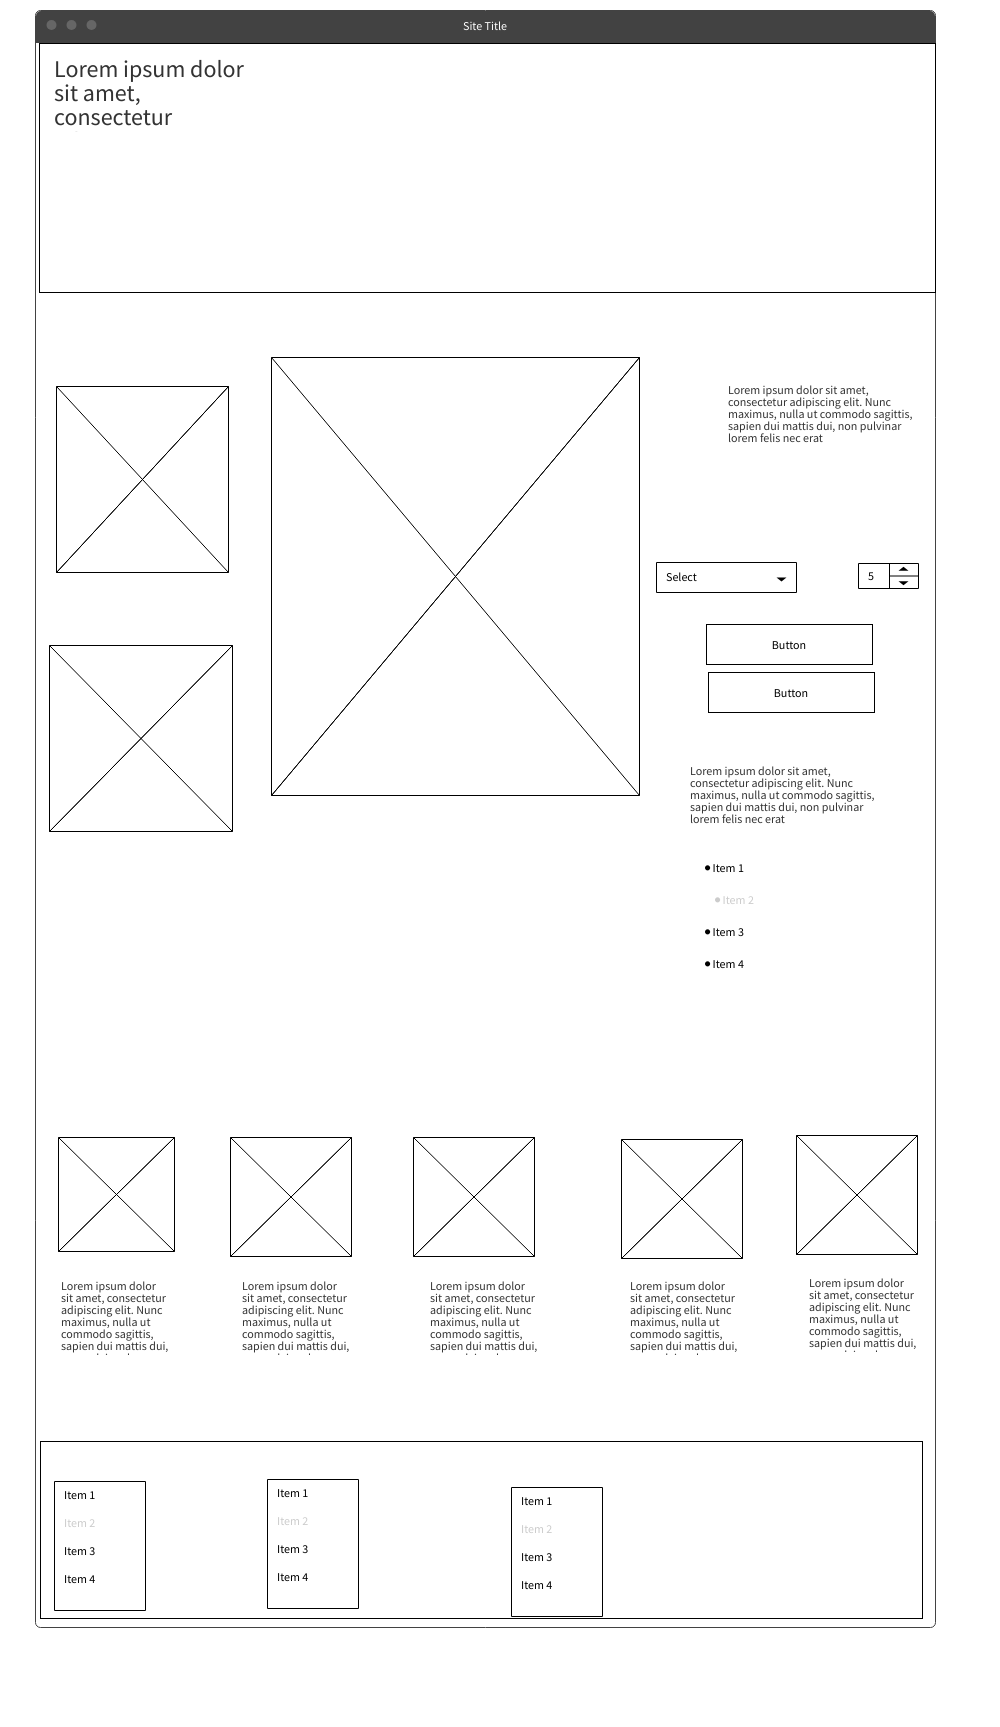 Site Title
Lorem ipsum dolor
sit amet,
consectetur
Lorem ipsum dolor sit amet,
consectetur adipiscing elit. Nunc
maximus, nulla ut commodo sagittis,
sapien dui mattis dui, non pulvinar
lorem felis nec erat
Select
5
Button
Button
Lorem ipsum dolor sit amet,
consectetur adipiscing elit. Nunc
maximus, nulla ut commodo sagittis,
sapien dui mattis dui, non pulvinar
lorem felis nec erat
Item 1
Item 2
Item 3
Item 4
Lorem ipsum dolor
sit amet, consectetur
adipiscing elit. Nunc
maximus, nulla ut
commodo sagittis,
sapien dui mattis dui,
Lorem ipsum dolor
sit amet, consectetur
adipiscing elit. Nunc
maximus, nulla ut
commodo sagittis,
sapien dui mattis dui,
Lorem ipsum dolor
sit amet, consectetur
adipiscing elit. Nunc
maximus, nulla ut
commodo sagittis,
sapien dui mattis dui,
Lorem ipsum dolor
sit amet, consectetur
adipiscing elit. Nunc
maximus, nulla ut
commodo sagittis,
sapien dui mattis dui,
Lorem ipsum dolor
sit amet, consectetur
adipiscing elit. Nunc
maximus, nulla ut
commodo sagittis,
sapien dui mattis dui,
Item 1
Item 2
Item 3
Item 4
Item 1
Item 2
Item 3
Item 4
Item 1
Item 2
Item 3
Item 4